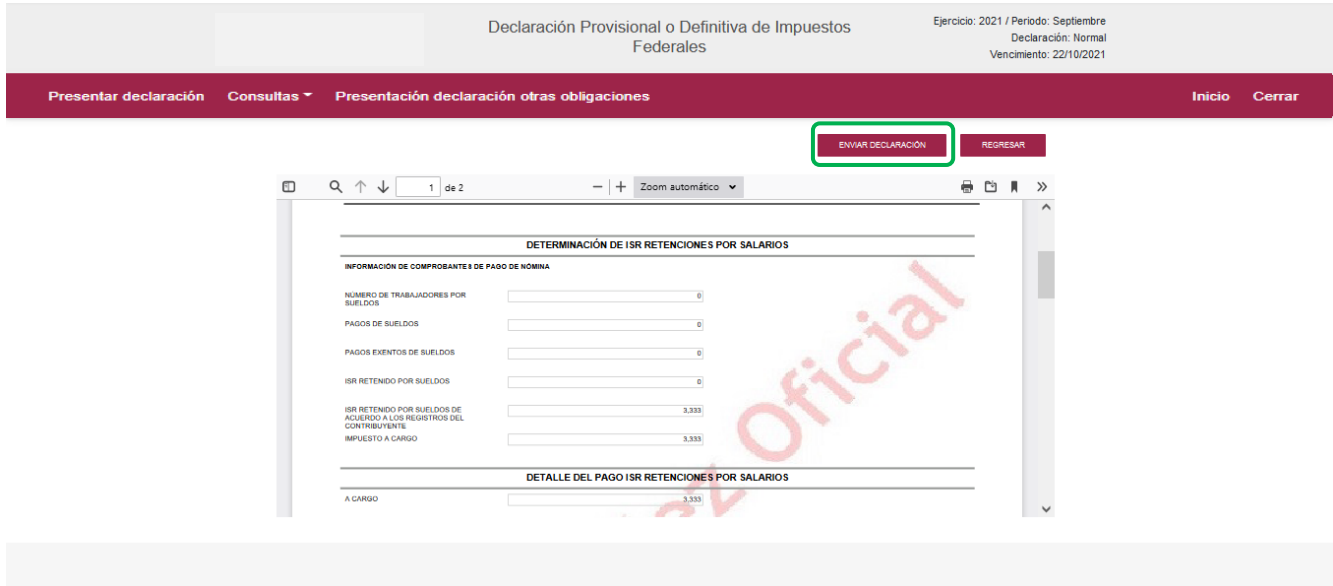 Declaración Provisional o Definitiva de Impuestos
Federales
Ejercicio: 2021 / Periodo: Septiembre
Declaración: Normal
Vencimiento: 22/10/2021
Presentar declaración Consultas Presentación declaración otras obligaciones Inicio Cerrar
ENVIAR DECLARACIÓN REGRESAR
1 de 2 Zoom automático
DETERMINACIÓN DE ISR RETENCIONES POR SALARIOS
INFORMACIÓN DE COMPROBANTES DE PAGO DE NÓMINA
NÚMERO DE TRABAJADORES POR
SUELDOS
0
PAGOS DE SUELDOS 0
PAGOS EXENTOS DE SUELDOS 0
ISR RETENIDO POR SUELDOS 0
ISR RETENIDO POR SUELDOS DE
ACUERDO A LOS REGISTROS DEL
CONTRIBUYENTE
3,333
IMPUESTO A CARGO 3,333
DETALLE DEL PAGO ISR RETENCIONES POR SALARIOS
A CARGO 3,333
Oficial